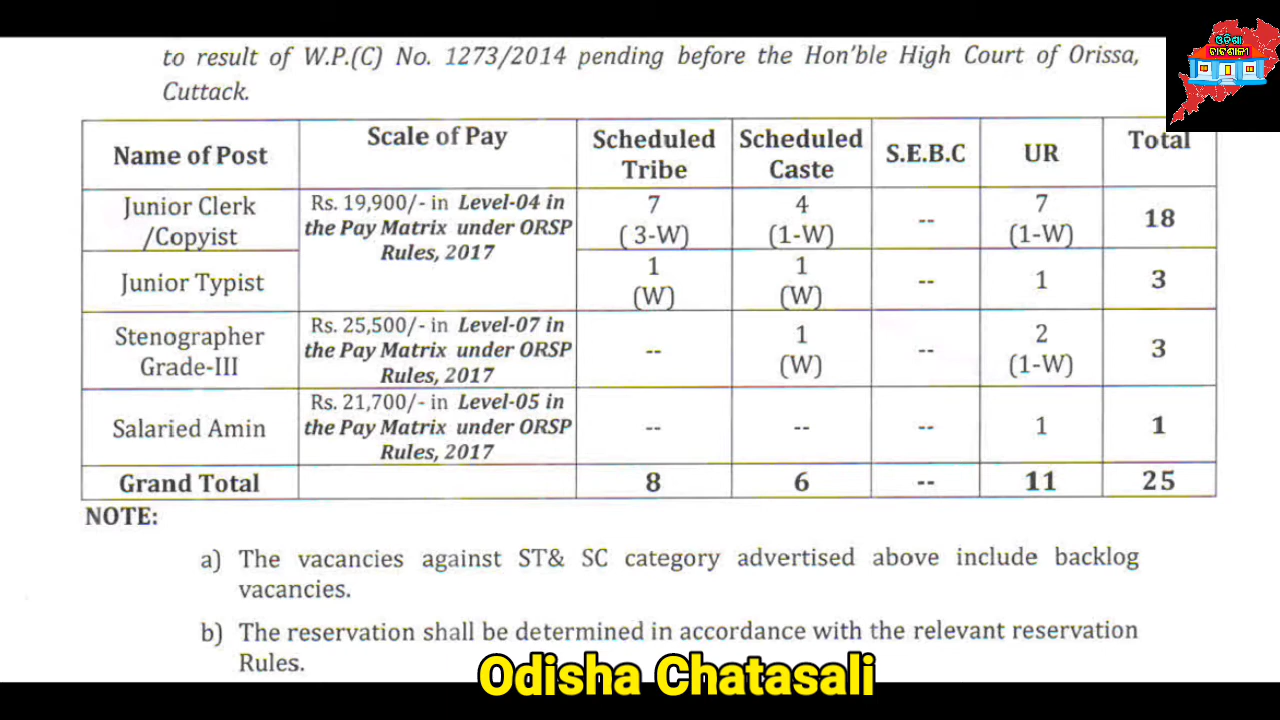 to result of W.P.(C) No. 1273/2014 pending before the Hon'ble High Court of Orissa,
Cuttack.
ଓଡ଼ିଶା
ଚାଟଶାଳୀ
Name of Post Scale of Pay Scheduled Tribe Scheduled Caste S.E.B.C UR Total
Junior Clerk /Copyist Rs. 19,900/- in Level-04 in the Pay Matrix under ORSP Rules, 2017 7 ( 3-W) 4 (1-W) -- 7 (1-W) 18
Junior Typist 1 (W) 1 (W) -- 1 3
Stenographer Grade-III Rs. 25,500/- in Level-07 in the Pay Matrix under ORSP Rules, 2017 -- 1 (W) -- 2 (1-W) 3
Salaried Amin Rs. 21,700/- in Level-05 in the Pay Matrix under ORSP Rules, 2017 -- -- -- 1 1
Grand Total 8 6 -- 11 25
NOTE:
a) The vacancies against ST& SC category advertised above include backlog
vacancies.
b) The reservation shall be determined in accordance with the relevant reservation
Rules.
Odisha Chatasali